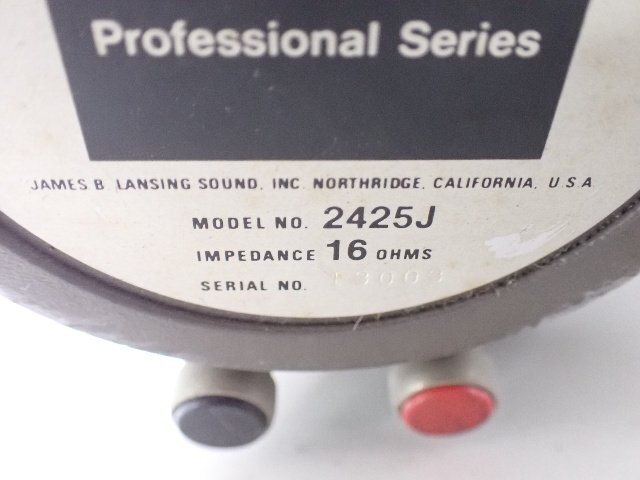 Professional Series
JAMES B. LANSING SOUND, INC. NORTHRIDGE, CALIFORNIA, U.S.A.
MODEL NO. 2425J
IMPEDANCE 16 OHMS
SERIAL NO.